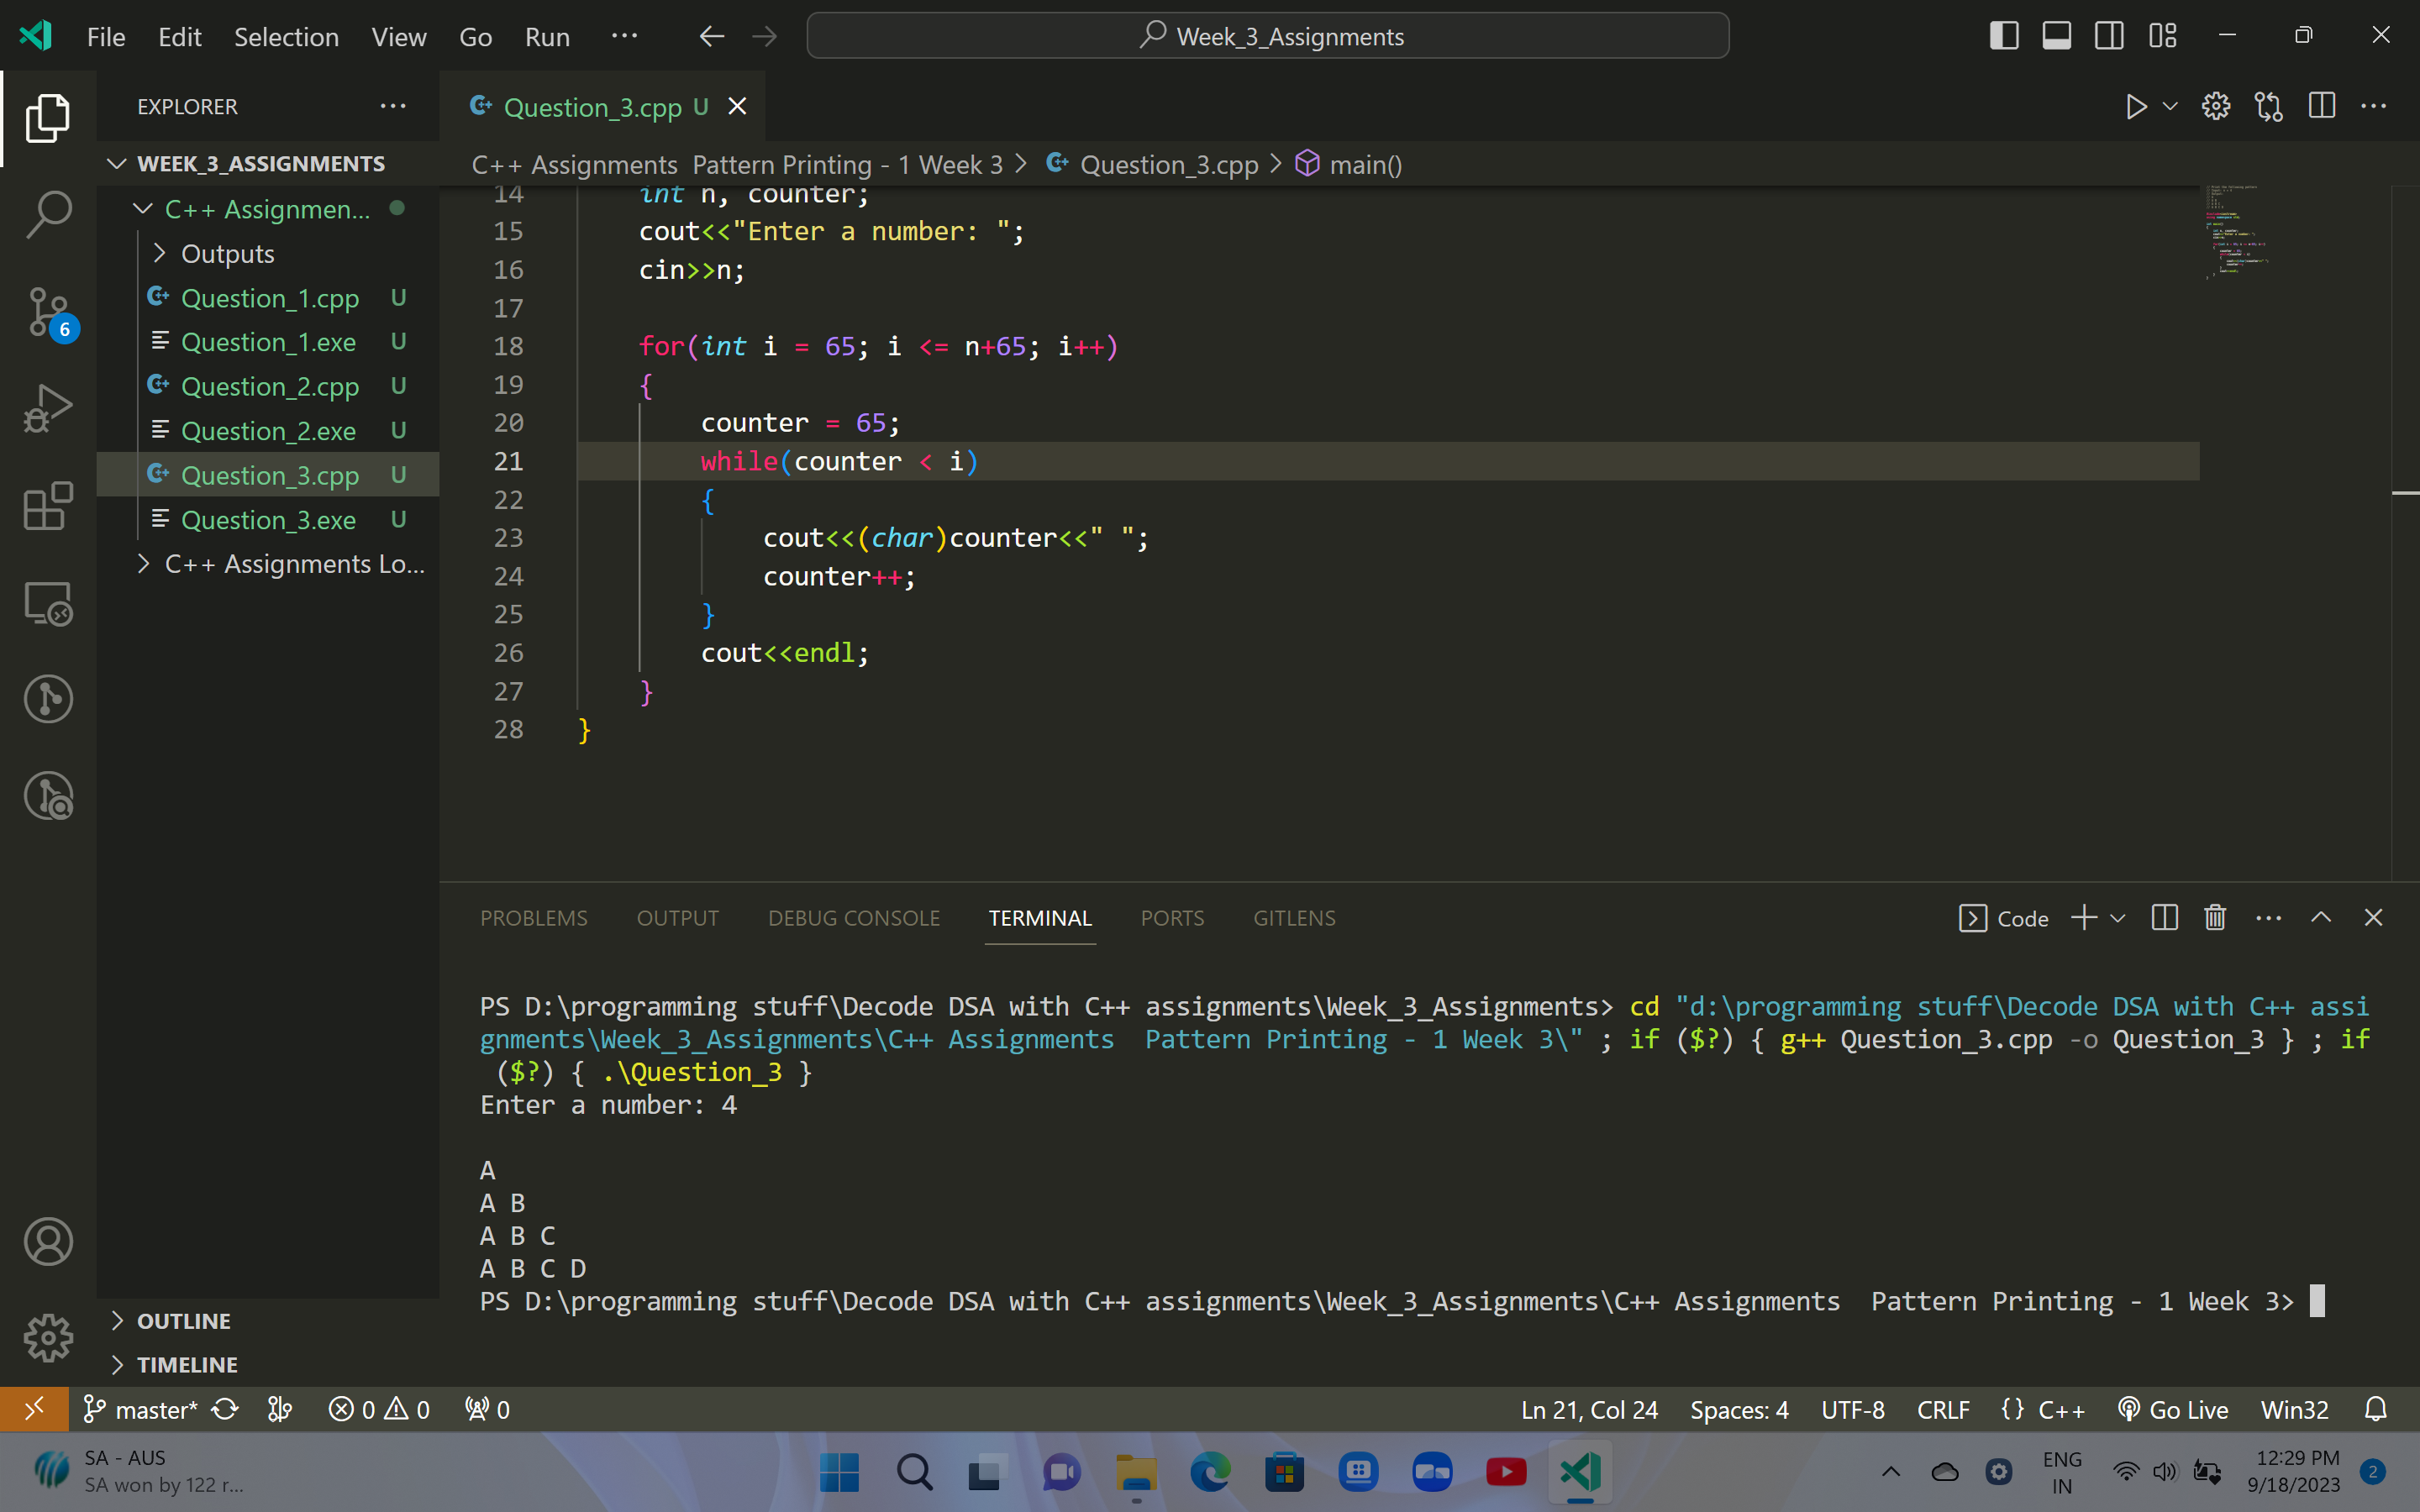 File Edit Selection View Go Run ··· Week_3_Assignments
EXPLORER ···
Question_3.cpp U
WEEK_3_ASSIGNMENTS
C++ Assignments Pattern Printing - 1 Week 3 > Question_3.cpp > main()
C++ Assignmen...
Outputs
Question_1.cpp U
Question_1.exe U
Question_2.cpp U
Question_2.exe U
Question_3.cpp U
Question_3.exe U
C++ Assignments Lo...
6
14 int n, counter;
15 cout<<"Enter a number: ";
16 cin>>n;
17
18 for(int i = 65; i <= n+65; i++)
19 {
20 counter = 65;
21 while(counter < i)
22 {
23 cout<<(char)counter<<" ";
24 counter++;
25 }
26 cout<<endl;
27 }
28 }
PROBLEMS OUTPUT DEBUG CONSOLE TERMINAL PORTS GITLENS Code
PS D:\programming stuff\Decode DSA with C++ assignments\Week_3_Assignments> cd "d:\programming stuff\Decode DSA with C++ assi
gnments\Week_3_Assignments\C++ Assignments  Pattern Printing - 1 Week 3\" ; if ($?) { g++ Question_3.cpp -o Question_3 } ; if
($?) { .\Question_3 }
Enter a number: 4
A
A B
A B C
A B C D
PS D:\programming stuff\Decode DSA with C++ assignments\Week_3_Assignments\C++ Assignments  Pattern Printing - 1 Week 3>
OUTLINE
TIMELINE
master* 0 0 0 Ln 21, Col 24 Spaces: 4 UTF-8 CRLF {} C++ Go Live Win32
SA - AUS
SA won by 122 r...
ENG
IN
12:29 PM
9/18/2023
2